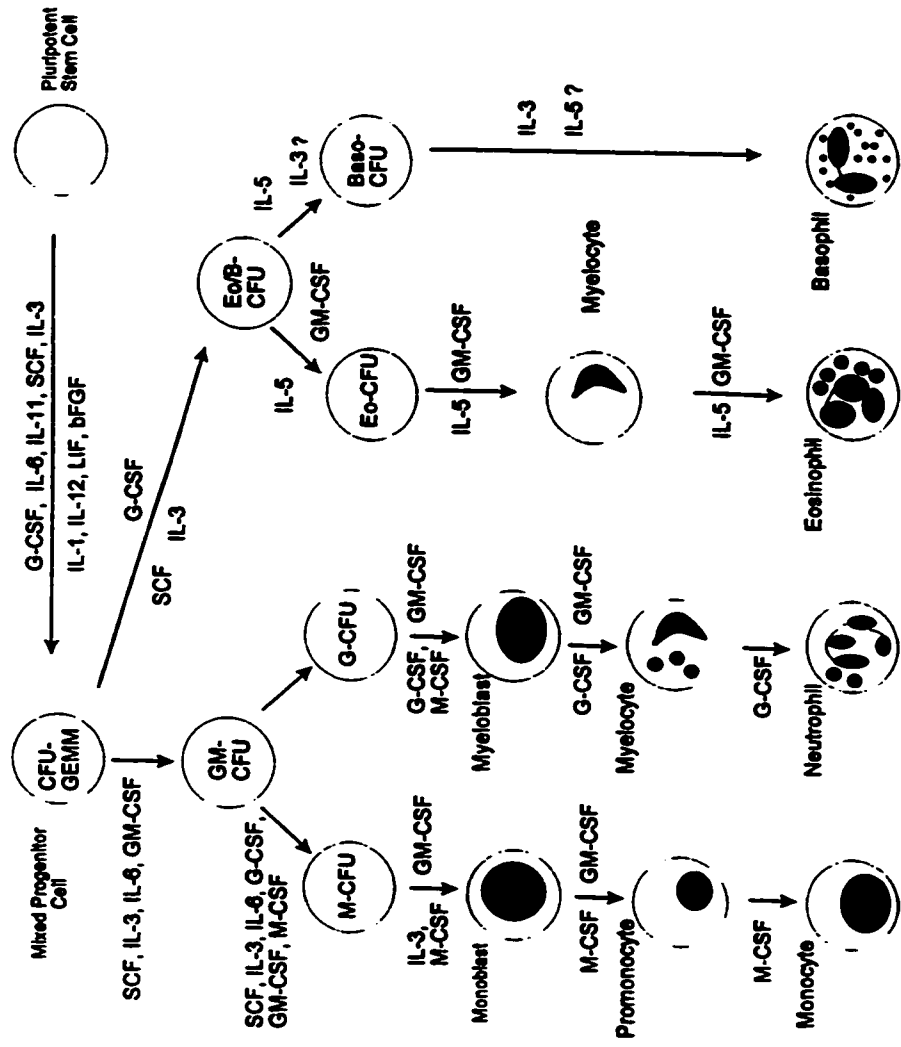 Pluripotent
Stem Cell
G-CSF, IL-6, IL-11, SCF, IL-3
IL-1, IL-12, LIF, bFGF
Mixed Progenitor
Cell
CFU-
GEMM
SCF, IL-3, IL-6, GM-CSF
G-CSF
SCF
IL-3
GM-
CFU
SCF, IL-3, IL-6, G-CSF,
GM-CSF, M-CSF
Eo/B-
CFU
IL-5
GM-CSF
IL-5
IL-3 ?
M-CFU
G-CFU
Eo-CFU
Baso-
CFU
IL-3,
M-CSF
GM-CSF
G-CSF,
M-CSF
GM-CSF
IL-5
GM-CSF
IL-3
IL-5 ?
Monoblast
Myeloblast
Myelocyte
M-CSF
GM-CSF
G-CSF
GM-CSF
Promonocyte
Myelocyte
M-CSF
G-CSF
IL-5
GM-CSF
Monocyte
Neutrophil
Eosinophil
Basophil